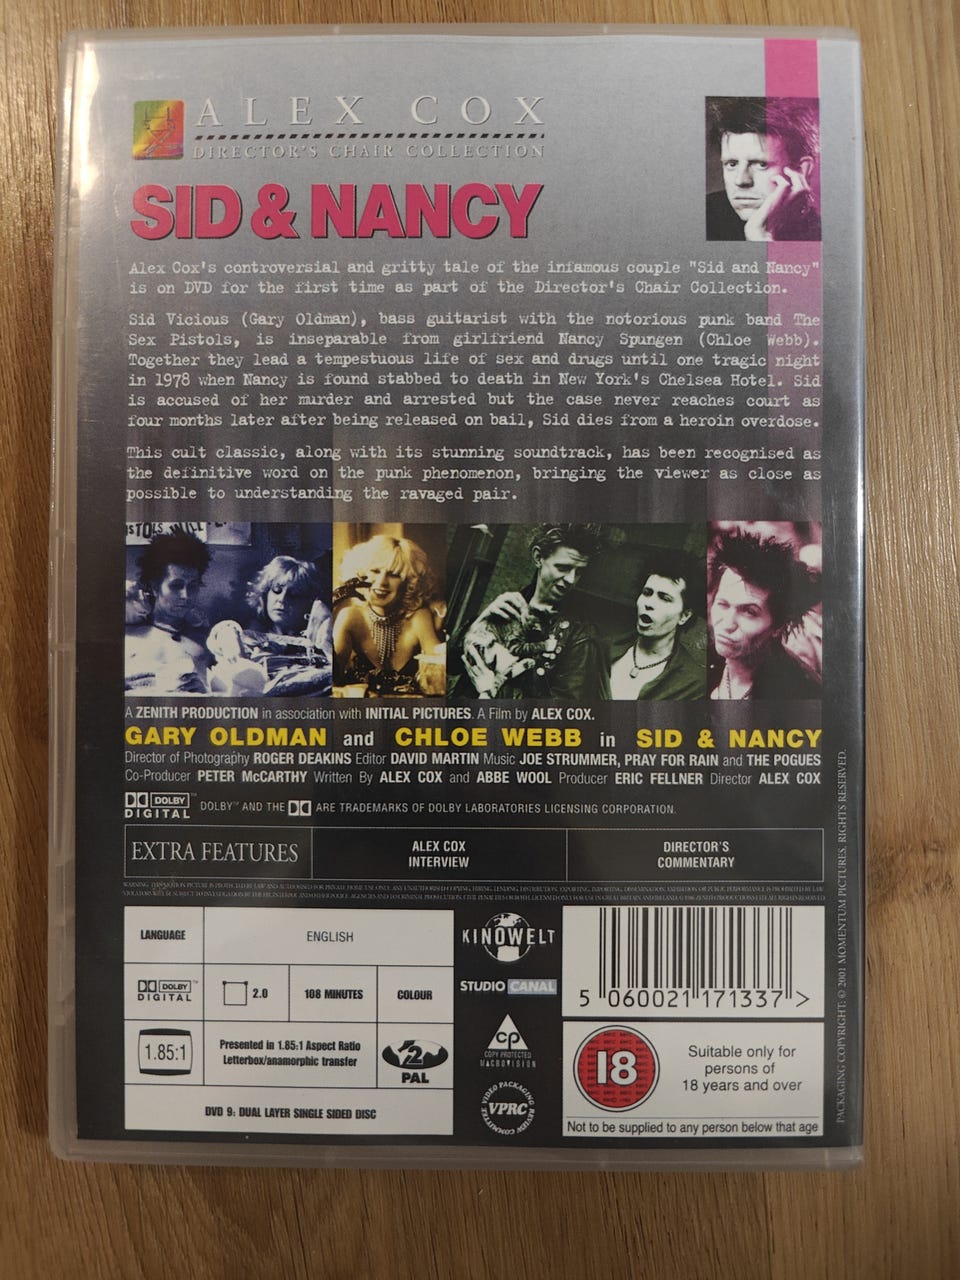 ALEX COX
DIRECTOR'S CHAIR COLLECTION
SID & NANCY
Alex Cox's controversial and gritty tale of the infamous couple "Sid and Nancy"
is on DVD for the first time as part of the Director's Chair Collection.
Sid Vicious (Gary Oldman), bass guitarist with the notorious punk band The
Sex Pistols, is inseparable from girlfriend Nancy Spungen (Chloe Webb).
Together they lead a tempestuous life of sex and drugs until one tragic night
in 1978 when Nancy is found stabbed to death in New York's Chelsea Hotel. Sid
is accused of her murder and arrested but the case never reaches court as
four months later after being released on bail, Sid dies from a heroin overdose.
This cult classic, along with its stunning soundtrack, has been recognised as
the definitive word on the punk phenomenon, bringing the viewer as close as
possible to understanding the ravaged pair.
A ZENITH PRODUCTION in association with INITIAL PICTURES. A Film by ALEX COX.
GARY OLDMAN and CHLOE WEBB in SID & NANCY
Director of Photography ROGER DEAKINS Editor DAVID MARTIN Music JOE STRUMMER, PRAY FOR RAIN and THE POGUES
Co-Producer PETER McCARTHY Written By ALEX COX and ABBE WOOL Producer ERIC FELLNER Director ALEX COX
DOLBY DIGITAL™ DOLBY™ AND THE DD ARE TRADEMARKS OF DOLBY LABORATORIES LICENSING CORPORATION.
EXTRA FEATURES
ALEX COX
INTERVIEW
DIRECTOR'S
COMMENTARY
LANGUAGE
ENGLISH
DOLBY
DIGITAL™
2.0
108 MINUTES
COLOUR
1.85:1
Presented in 1.85:1 Aspect Ratio
Letterbox/anamorphic transfer
2
PAL
DVD 9: DUAL LAYER SINGLE SIDED DISC
KINOWELT
STUDIO CANAL
CP
COPY PROTECTED
MACROVISION
VIDEO PACKAGING REVIEW COMMITTEE
VPRC
5 060021 171337 >
18
Suitable only for
persons of
18 years and over
Not to be supplied to any person below that age
PACKAGING COPYRIGHT: © 2001 MOMENTUM PICTURES. RIGHTS RESERVED.